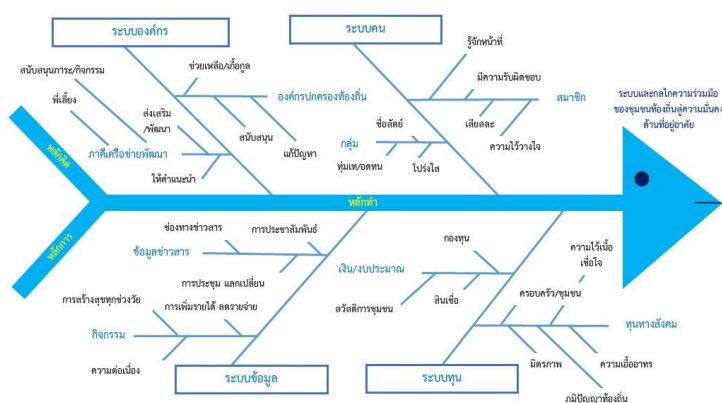 ระบบองค์กร
ระบบคน
รู้จักหน้าที่
สนับสนุนภาระ/กิจกรรม
ช่วยเหลือ/เกื้อกูล
มีความรับผิดชอบ
พี่เลี้ยง
องค์กรปกครองท้องถิ่น
สมาชิก
ระบบและกลไกความร่วมมือ
ของชุมชนท้องถิ่นสู่ความมั่นคง
ด้านที่อยู่อาศัย
ส่งเสริม
/พัฒนา
สนับสนุน
แก้ปัญหา
ซื่อสัตย์
เสียสละ
กลุ่ม
ความไว้วางใจ
ภาคีเครือข่ายพัฒนา
ทุ่มเท/อดทน
โปร่งใส
ให้คำแนะนำ
หลักคิด
หลักทำ
หลักการ
ช่องทางข่าวสาร
การประชาสัมพันธ์
ข้อมูลข่าวสาร
การประชุม แลกเปลี่ยน
กองทุน
ความไว้เนื้อ
เชื่อใจ
เงิน/งบประมาณ
สวัสดิการชุมชน
สินเชื่อ
ครอบครัว/ชุมชน
การสร้างสุขทุกช่วงวัย
การเพิ่มรายได้ ลดรายจ่าย
กิจกรรม
ทุนทางสังคม
ความต่อเนื่อง
มิตรภาพ
ความเอื้ออาทร
ระบบข้อมูล
ระบบทุน
ภูมิปัญญาท้องถิ่น